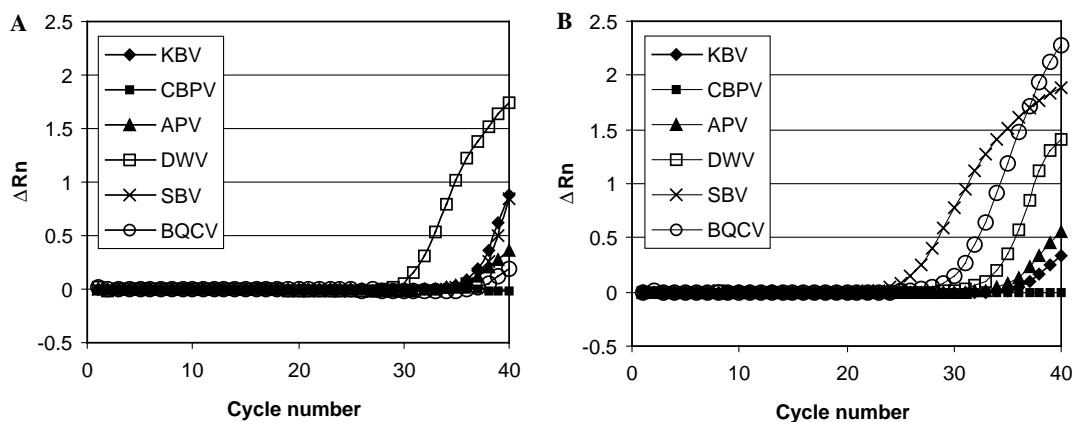 A
2.5
2
1.5
1
0.5
0
-0.5
ΔRn
KBV
CBPV
APV
DWV
SBV
BQCV
0 10 20 30 40
Cycle number
B
2.5
2
1.5
1
0.5
0
-0.5
ΔRn
KBV
CBPV
APV
DWV
SBV
BQCV
0 10 20 30 40
Cycle number